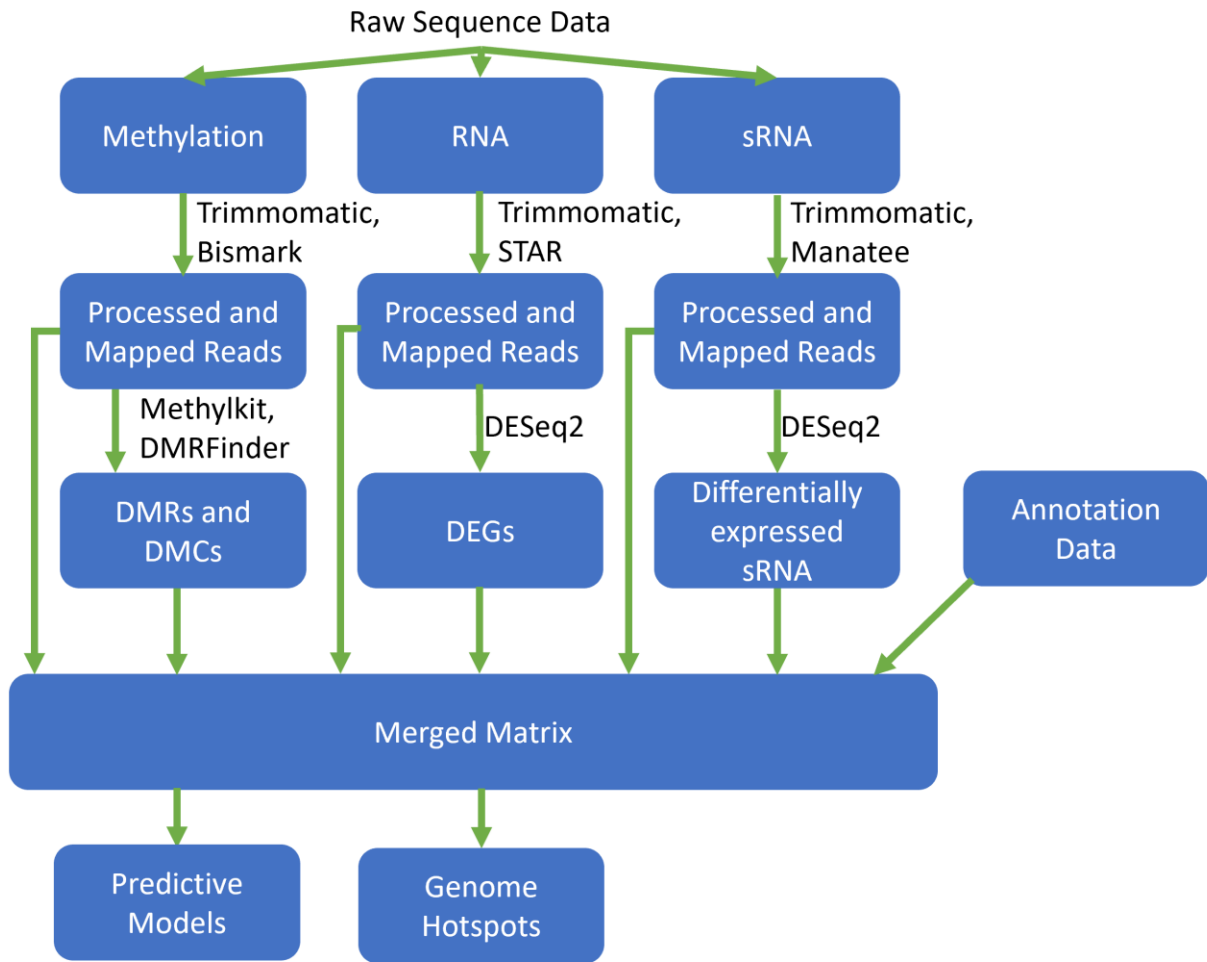 Raw Sequence Data
Methylation
RNA
sRNA
Trimmomatic,
Bismark
Trimmomatic,
STAR
Trimmomatic,
Manatee
Processed and
Mapped Reads
Processed and
Mapped Reads
Processed and
Mapped Reads
Methylkit,
DMRFinder
DESeq2
DESeq2
DMRs and
DMCs
DEGs
Differentially
expressed
sRNA
Annotation
Data
Merged Matrix
Predictive
Models
Genome
Hotspots